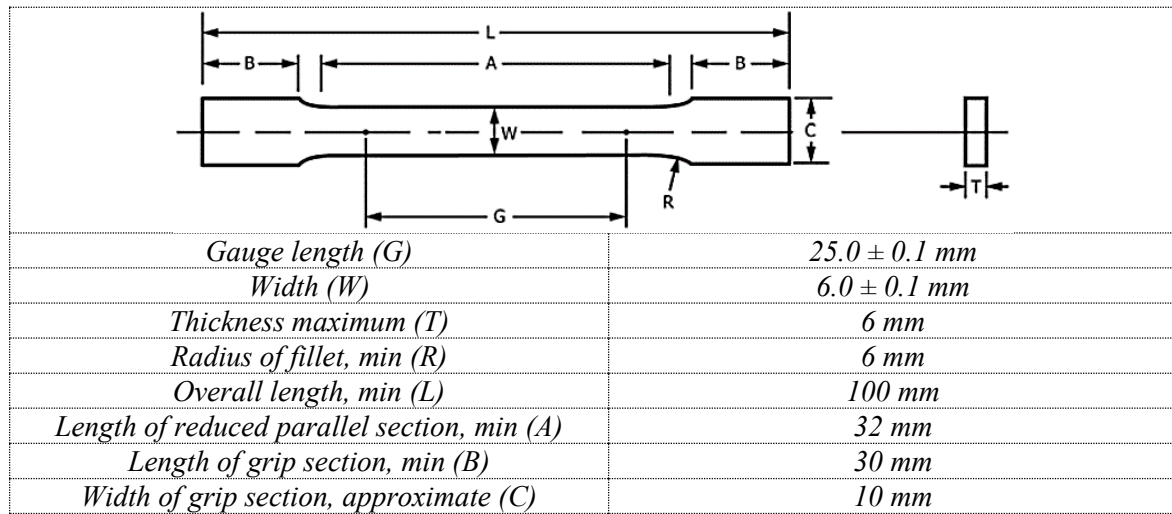 L
B A B
W C
R T
G
Gauge length (G) 25.0 ± 0.1 mm
Width (W) 6.0 ± 0.1 mm
Thickness maximum (T) 6 mm
Radius of fillet, min (R) 6 mm
Overall length, min (L) 100 mm
Length of reduced parallel section, min (A) 32 mm
Length of grip section, min (B) 30 mm
Width of grip section, approximate (C) 10 mm